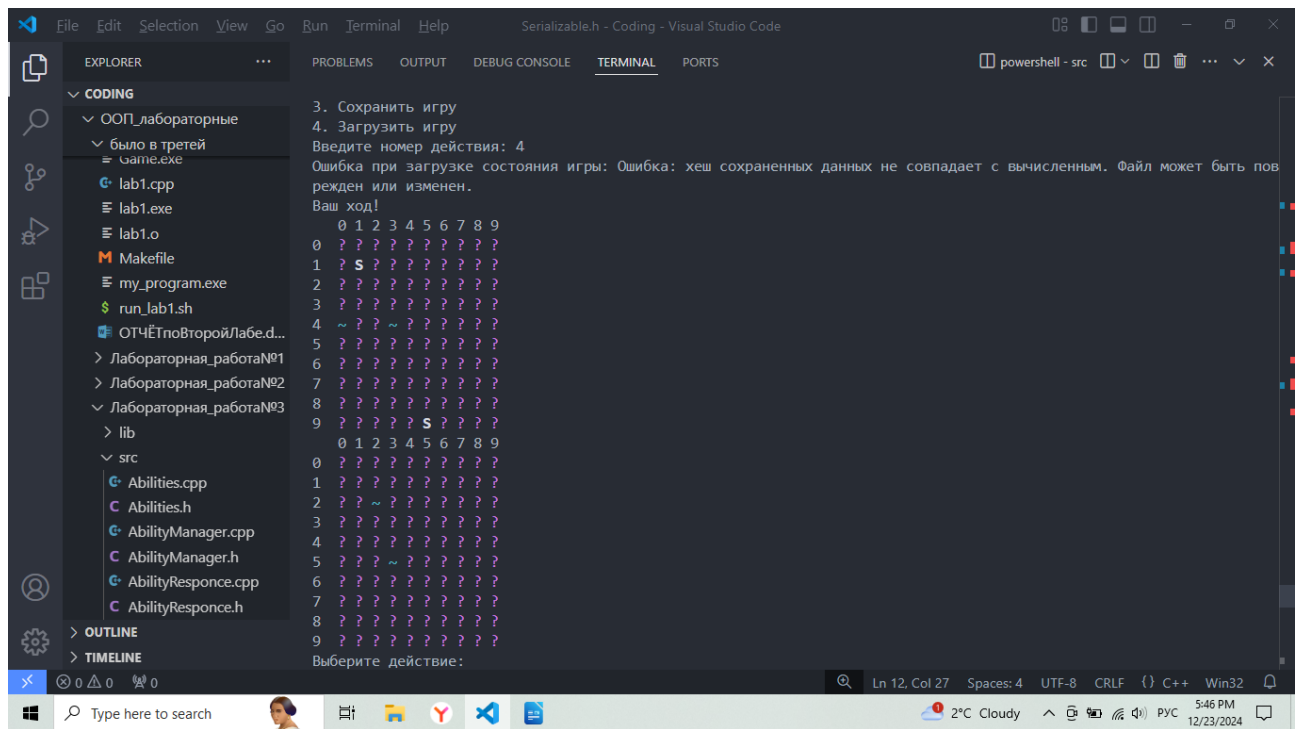 File Edit Selection View Go Run Terminal Help Serializable.h - Coding - Visual Studio Code
EXPLORER ···
PROBLEMS OUTPUT DEBUG CONSOLE TERMINAL PORTS powershell - src
CODING
ООП_лабораторные
было в третей
Game.exe
lab1.cpp
lab1.exe
lab1.o
Makefile
my_program.exe
run_lab1.sh
ОТЧЁТпоВторойЛабе.d...
Лабораторная_работа№1
Лабораторная_работа№2
Лабораторная_работа№3
lib
src
Abilities.cpp
Abilities.h
AbilityManager.cpp
AbilityManager.h
AbilityResponce.cpp
AbilityResponce.h
OUTLINE
TIMELINE
3. Сохранить игру
4. Загрузить игру
Введите номер действия: 4
Ошибка при загрузке состояния игры: Ошибка: хеш сохраненных данных не совпадает с вычисленным. Файл может быть пов
режден или изменен.
Ваш ход!
0 1 2 3 4 5 6 7 8 9
0 ? ? ? ? ? ? ? ? ? ?
1 ? S ? ? ? ? ? ? ? ?
2 ? ? ? ? ? ? ? ? ? ?
3 ? ? ? ? ? ? ? ? ? ?
4 ~ ? ? ~ ? ? ? ? ? ?
5 ? ? ? ? ? ? ? ? ? ?
6 ? ? ? ? ? ? ? ? ? ?
7 ? ? ? ? ? ? ? ? ? ?
8 ? ? ? ? ? ? ? ? ? ?
9 ? ? ? ? ? S ? ? ? ?
0 1 2 3 4 5 6 7 8 9
0 ? ? ? ? ? ? ? ? ? ?
1 ? ? ? ? ? ? ? ? ? ?
2 ? ? ~ ? ? ? ? ? ? ?
3 ? ? ? ? ? ? ? ? ? ?
4 ? ? ? ? ? ? ? ? ? ?
5 ? ? ? ~ ? ? ? ? ? ?
6 ? ? ? ? ? ? ? ? ? ?
7 ? ? ? ? ? ? ? ? ? ?
8 ? ? ? ? ? ? ? ? ? ?
9 ? ? ? ? ? ? ? ? ? ?
Выберите действие:
0 0 0 Ln 12, Col 27 Spaces: 4 UTF-8 CRLF {} C++ Win32
Type here to search 1 2°C Cloudy РУС 5:46 PM
12/23/2024